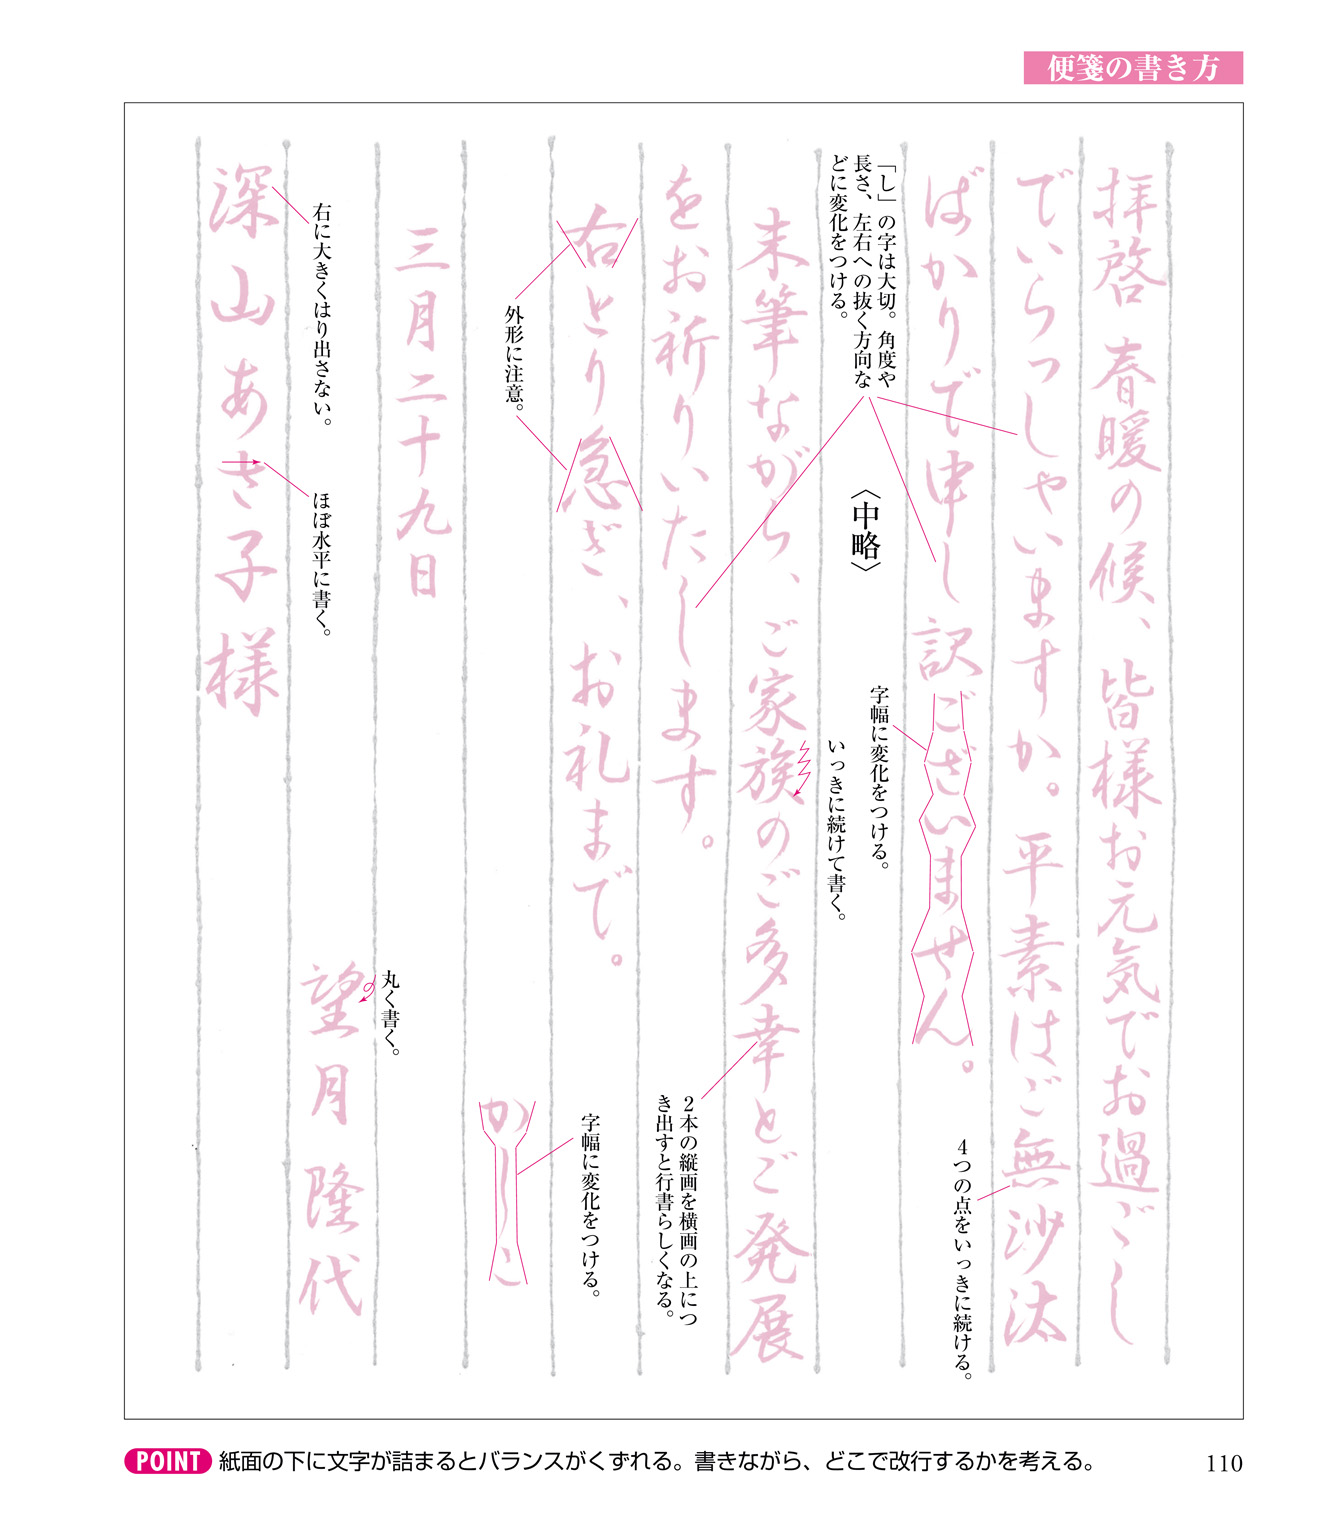 便箋の書き方
拝啓 春暖の候、皆様お元気でお過ごし
でいらっしゃいますか。平素はご無沙汰
ばかりで申し訳ございません。
4つの点をいっきに続ける。
「し」の字は大切。角度や
長さ、左右への抜く方向な
どに変化をつける。
〈中略〉
字幅に変化をつける。
いっきに続けて書く。
末筆ながら、ご家族のご多幸とご発展
をお祈りいたします。
2本の縦画を横画の上につ
き出すと行書らしくなる。
右とり急ぎ、お礼まで。
字幅に変化をつける。
外形に注意。
かしこ
三月二十九日
丸く書く。
望月隆代
右に大きくはり出さない。
ほぼ水平に書く。
深山あさ子様
POINT 紙面の下に文字が詰まるとバランスがくずれる。書きながら、どこで改行するかを考える。
110